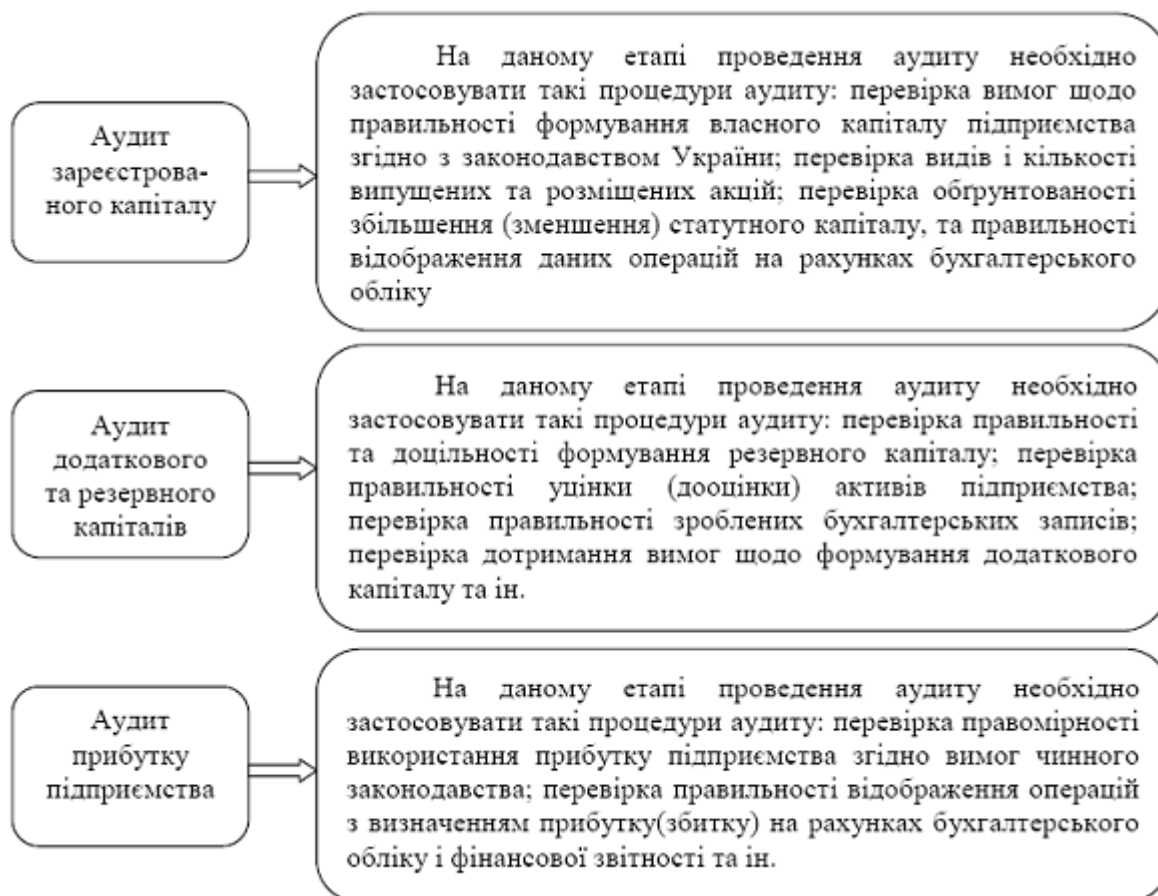 Аудит
зареєстрова-
ного капіталу
На даному етапі проведення аудиту необхідно
застосовувати такі процедури аудиту: перевірка вимог щодо
правильності формування власного капіталу підприємства
згідно з законодавством України; перевірка видів і кількості
випущених та розміщених акцій; перевірка обґрунтованості
збільшення (зменшення) статутного капіталу, та правильності
відображення даних операцій на рахунках бухгалтерського
обліку
Аудит
додаткового
та резервного
капіталів
На даному етапі проведення аудиту необхідно
застосовувати такі процедури аудиту: перевірка правильності
та доцільності формування резервного капіталу; перевірка
правильності уцінки (дооцінки) активів підприємства;
перевірка правильності зроблених бухгалтерських записів;
перевірка дотримання вимог щодо формування додаткового
капіталу та ін.
Аудит
прибутку
підприємства
На даному етапі проведення аудиту необхідно
застосовувати такі процедури аудиту: перевірка правомірності
використання прибутку підприємства згідно вимог чинного
законодавства; перевірка правильності відображення операцій
з визначенням прибутку(збитку) на рахунках бухгалтерського
обліку і фінансової звітності та ін.